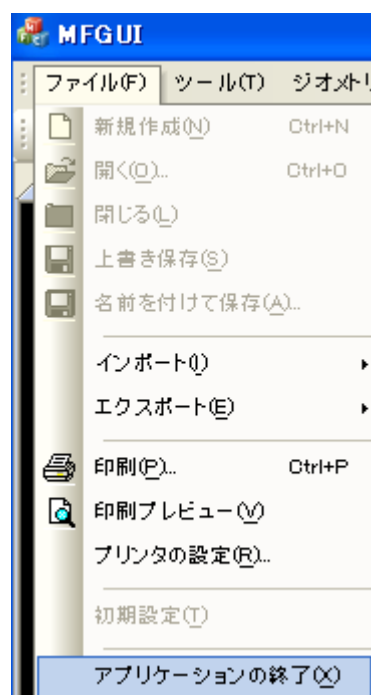 MFGUI
ファイル(F) ツール(T) ジオメトリ
新規作成(N) Ctrl+N
開く(O)... Ctrl+O
閉じる(L)
上書き保存(S)
名前を付けて保存(A)...
インポート(I)
エクスポート(E)
印刷(P)... Ctrl+P
印刷プレビュー(V)
プリンタの設定(R)...
初期設定(T)
アプリケーションの終了(X)